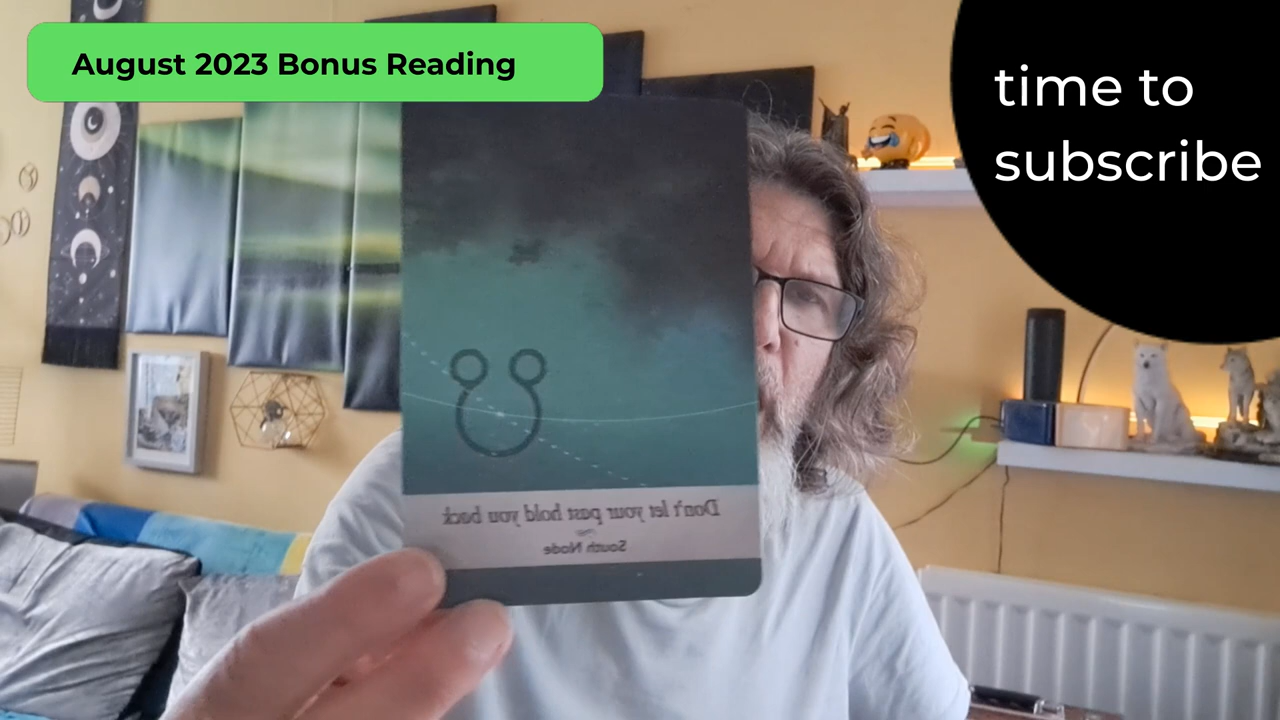 August 2023 Bonus Reading
time to
subscribe
Don't let your past hold you back
South Node